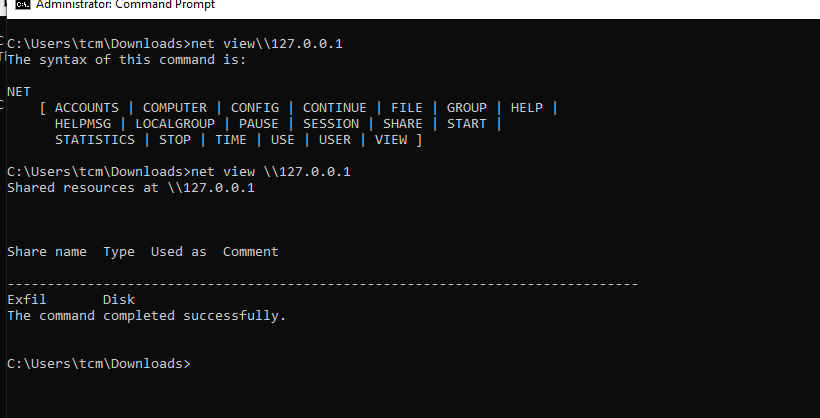 Administrator: Command Prompt
C:\Users\tcm\Downloads>net view\\127.0.0.1
The syntax of this command is:
NET
[ ACCOUNTS | COMPUTER | CONFIG | CONTINUE | FILE | GROUP | HELP |
HELPMSG | LOCALGROUP | PAUSE | SESSION | SHARE | START |
STATISTICS | STOP | TIME | USE | USER | VIEW ]
C:\Users\tcm\Downloads>net view \\127.0.0.1
Shared resources at \\127.0.0.1
Share name  Type  Used as  Comment
-------------------------------------------------------------------------------
Exfil       Disk
The command completed successfully.
C:\Users\tcm\Downloads>